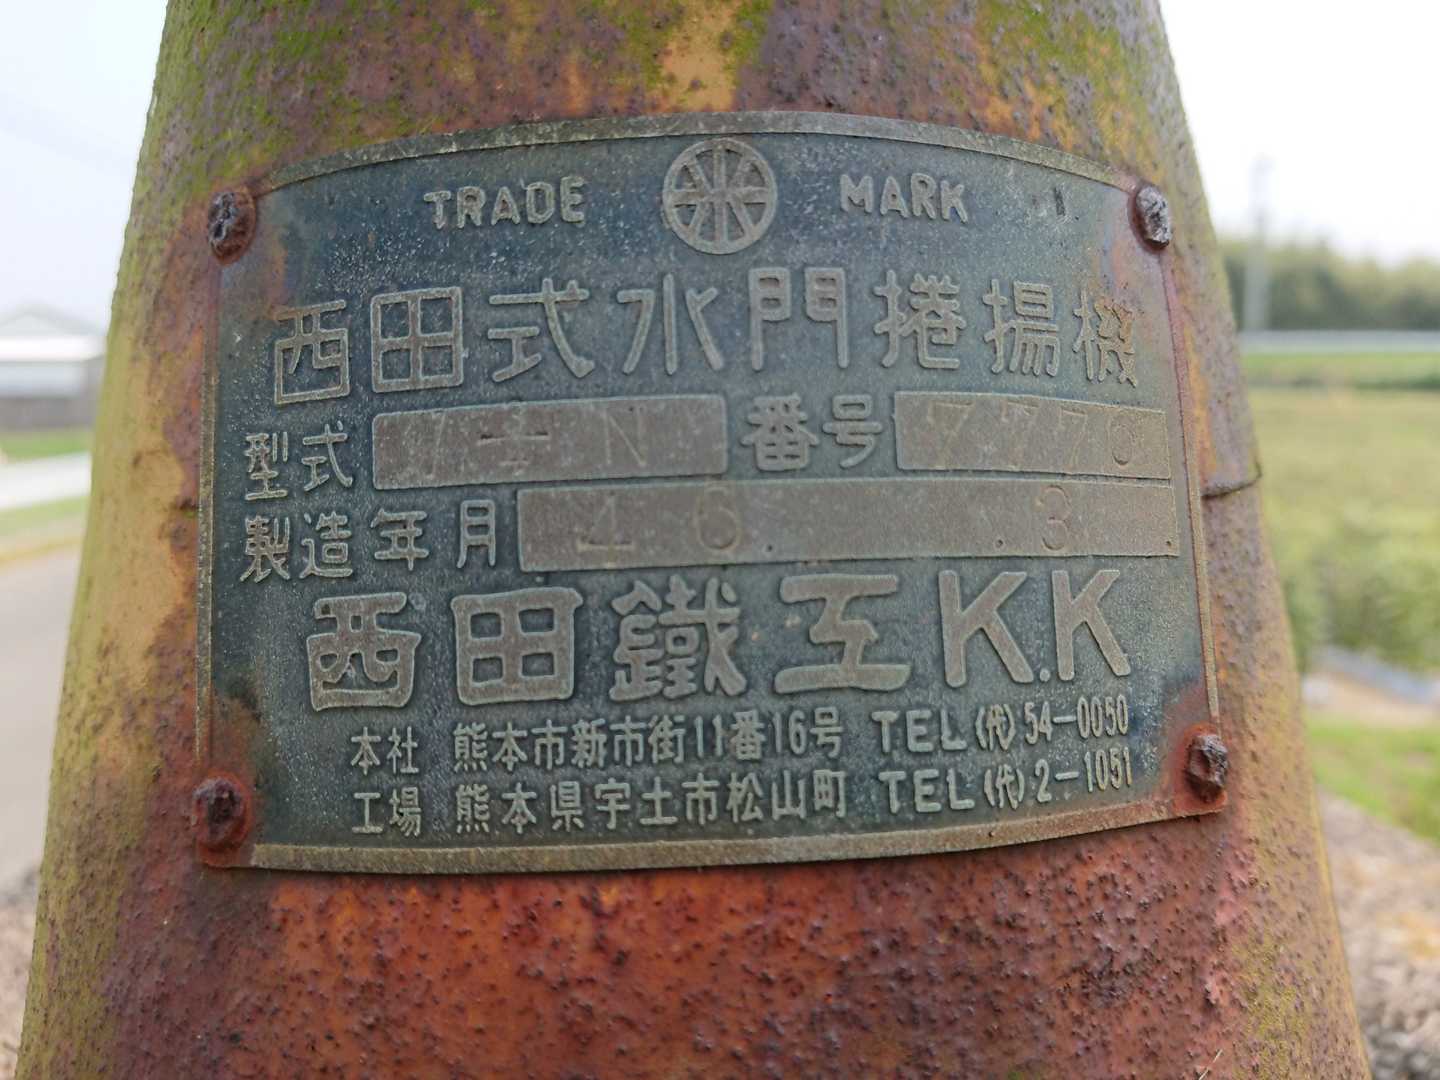 TRADE 水 MARK
西田式水門捲揚機
型式 N 番号 7770
製造年月 46.3
西田鐵工K.K
本社 熊本市新市街11番16号 TEL(代)54-0050
工場 熊本県宇土市松山町 TEL(代)2-1051